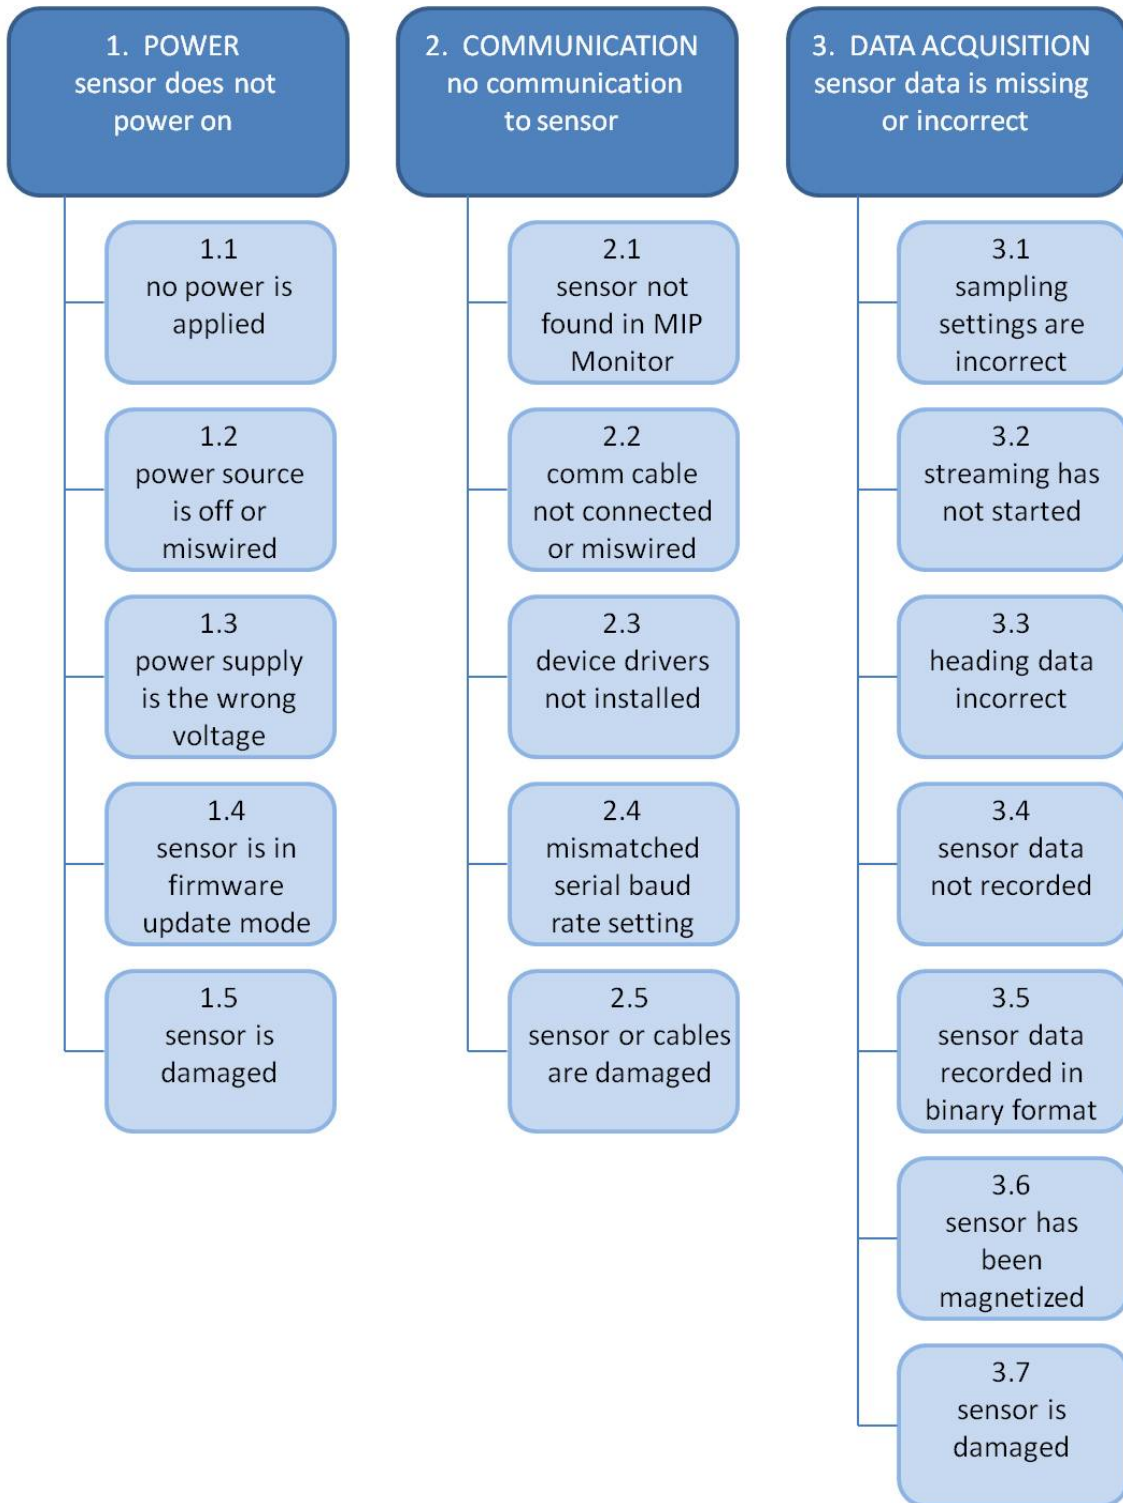 1. POWER
sensor does not
power on
1.1
no power is
applied
1.2
power source
is off or
miswired
1.3
power supply
is the wrong
voltage
1.4
sensor is in
firmware
update mode
1.5
sensor is
damaged
2. COMMUNICATION
no communication
to sensor
2.1
sensor not
found in MIP
Monitor
2.2
comm cable
not connected
or miswired
2.3
device drivers
not installed
2.4
mismatched
serial baud
rate setting
2.5
sensor or cables
are damaged
3. DATA ACQUISITION
sensor data is missing
or incorrect
3.1
sampling
settings are
incorrect
3.2
streaming has
not started
3.3
heading data
incorrect
3.4
sensor data
not recorded
3.5
sensor data
recorded in
binary format
3.6
sensor has
been
magnetized
3.7
sensor is
damaged